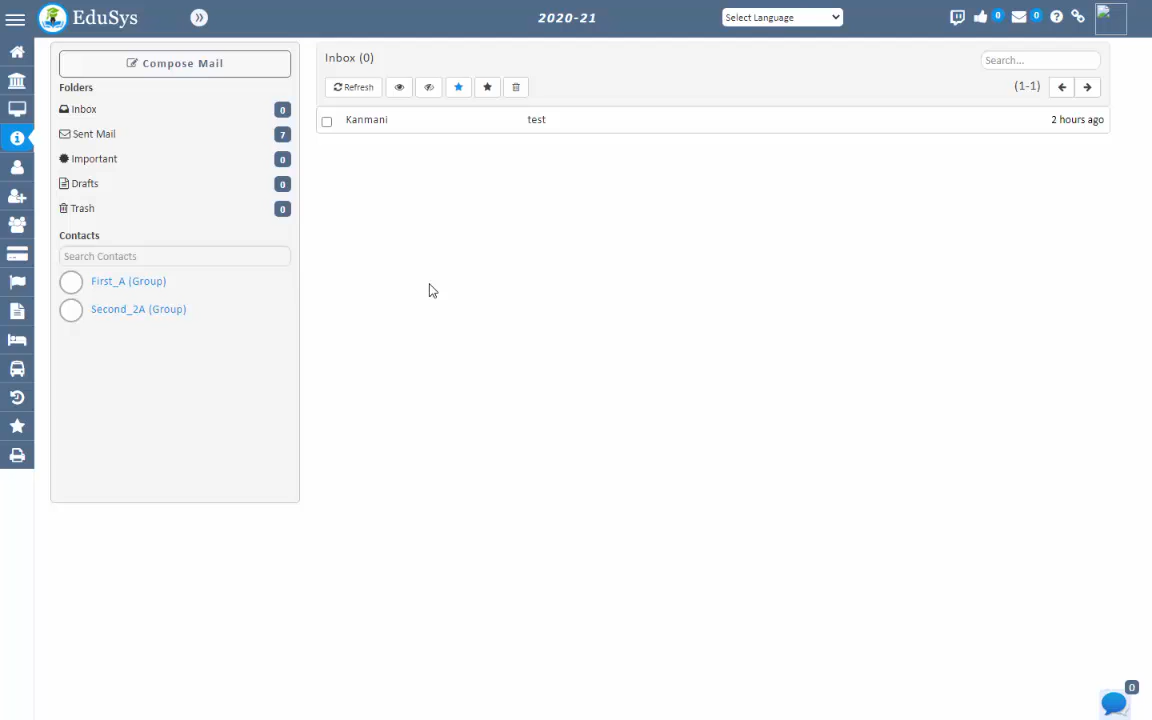 EduSys
2020-21
Select Language
0
0
Compose Mail
Folders
Inbox 0
Sent Mail 7
Important 0
Drafts 0
Trash 0
Contacts
Search Contacts
First_A (Group)
Second_2A (Group)
Inbox (0)
Search...
Refresh
(1-1)
Kanmani test 2 hours ago
0